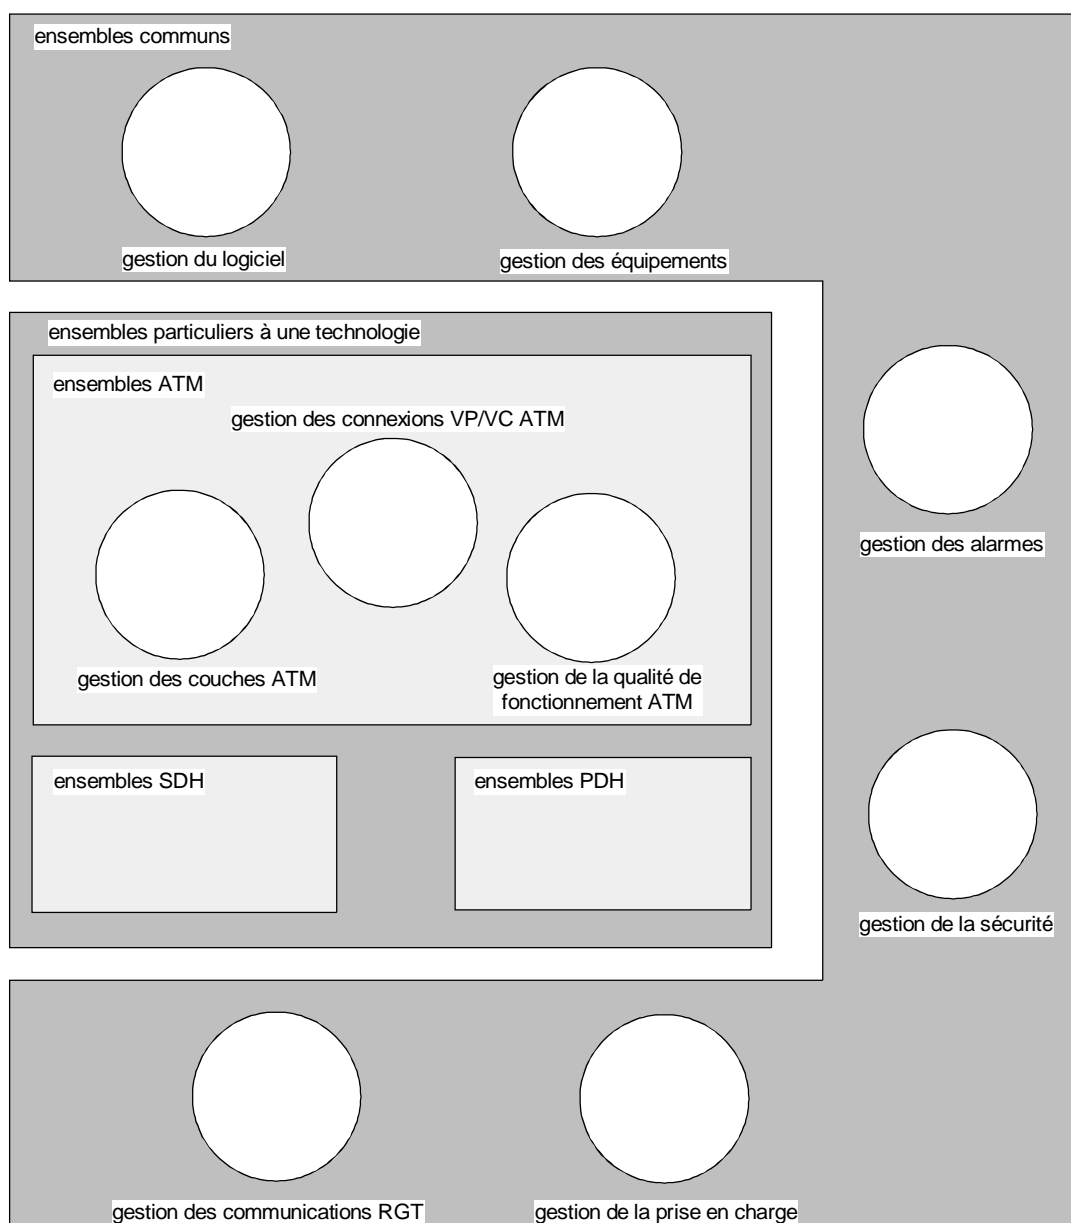 ensembles communs
gestion du logiciel
gestion des équipements
ensembles particuliers à une technologie
ensembles ATM
gestion des connexions VP/VC ATM
gestion des couches ATM
gestion de la qualité de
fonctionnement ATM
gestion des alarmes
ensembles SDH
ensembles PDH
gestion de la sécurité
gestion des communications RGT
gestion de la prise en charge